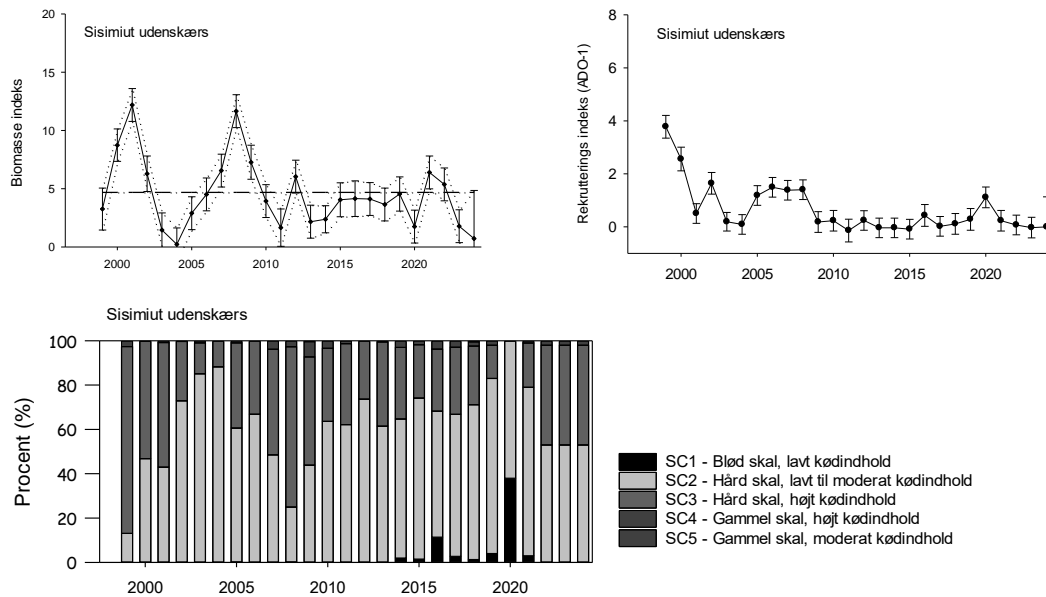 Sisimiut udenskærs
Biomasse indeks
20
15
10
5
0
2000
2005
2010
2015
2020
Sisimiut udenskærs
Rekrutterings indeks (ADO-1)
8
6
4
2
0
2000
2005
2010
2015
2020
Sisimiut udenskærs
Procent (%)
100
80
60
40
20
0
2000
2005
2010
2015
2020
SC1 - Blød skal, lavt kødindhold
SC2 - Hård skal, lavt til moderat kødindhold
SC3 - Hård skal, højt kødindhold
SC4 - Gammel skal, højt kødindhold
SC5 - Gammel skal, moderat kødindhold